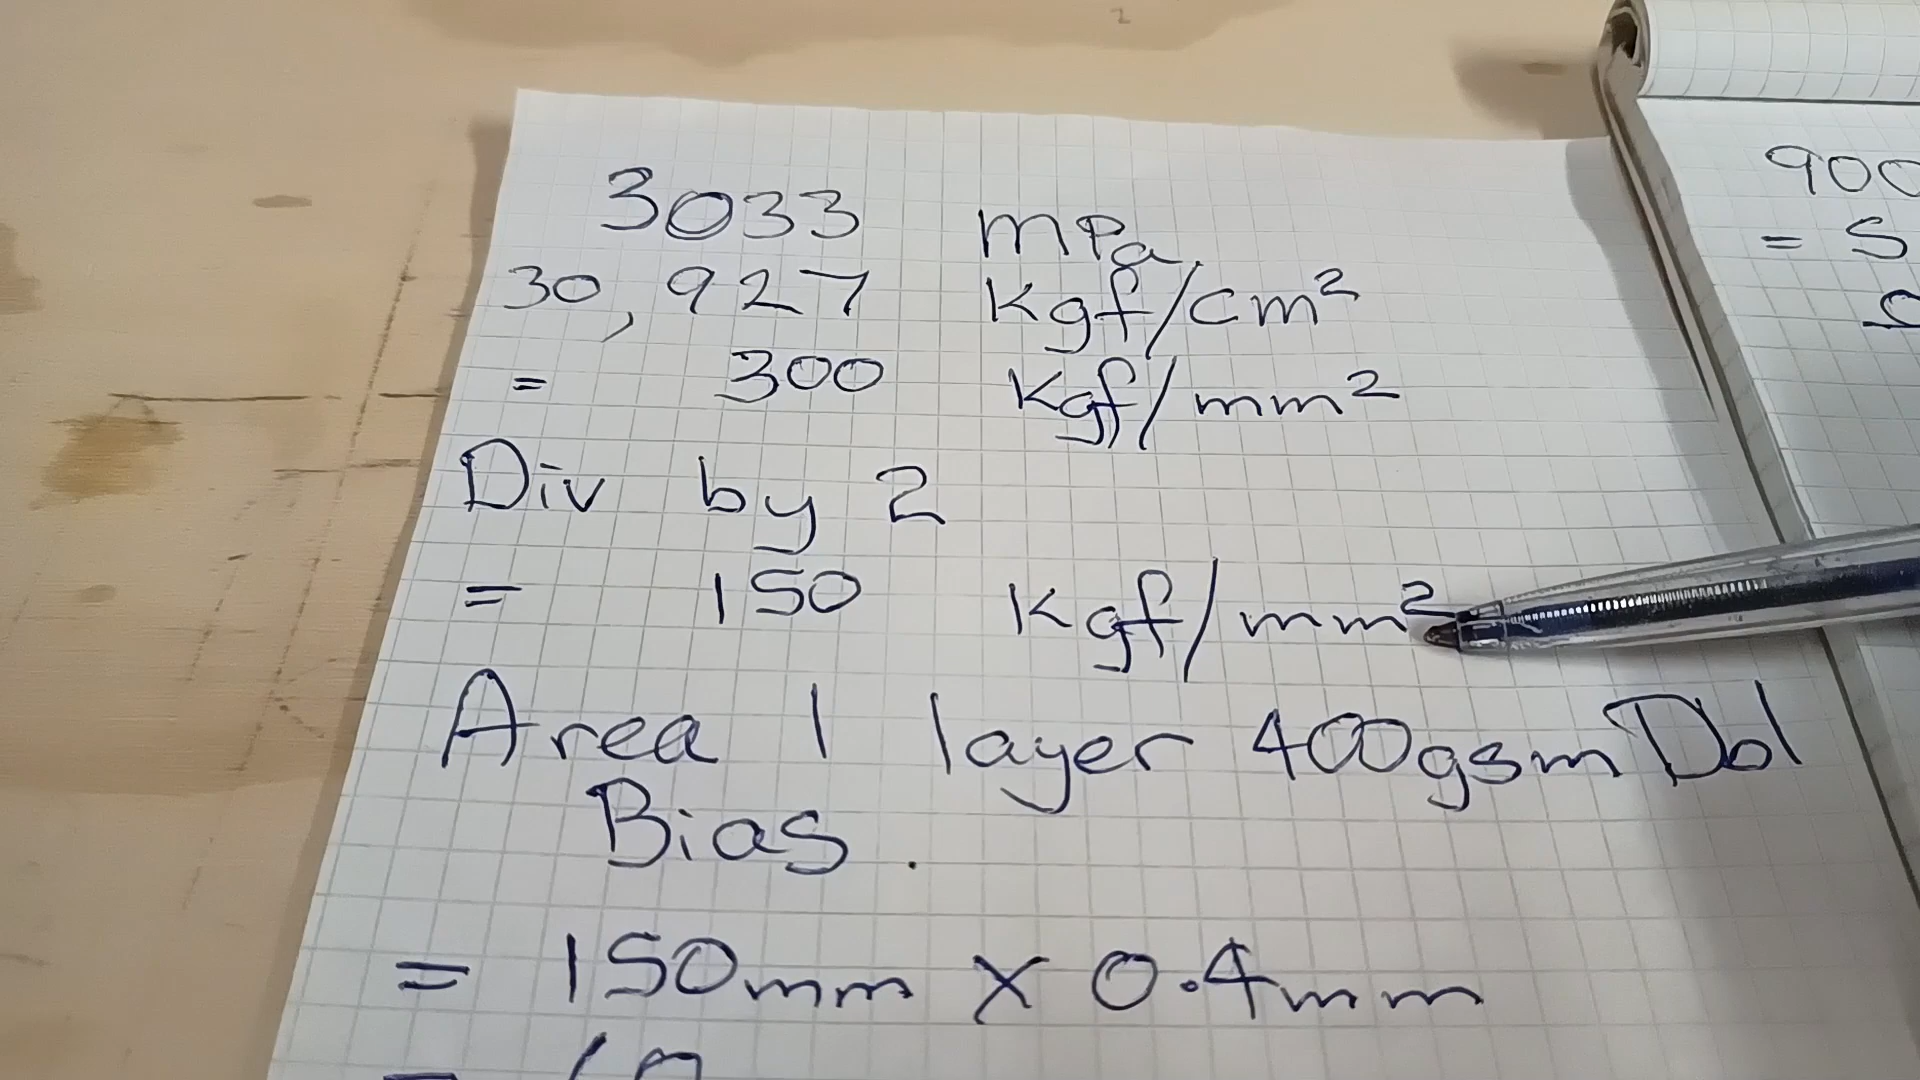 3033 mPa.
30,927 Kgf/cm²
= 300 Kgf/mm²
Div by 2
= 150 Kgf/mm²
Area 1 layer 400gsm Dbl
Bias.
= 150mm x 0.4mm
=
900
= S